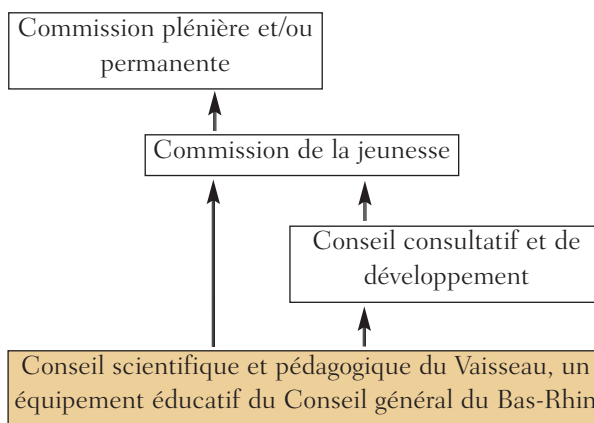 Commission plénière et/ou
permanente
Commission de la jeunesse
Conseil consultatif et de
développement
Conseil scientifique et pédagogique du Vaisseau, un
équipement éducatif du Conseil général du Bas-Rhin